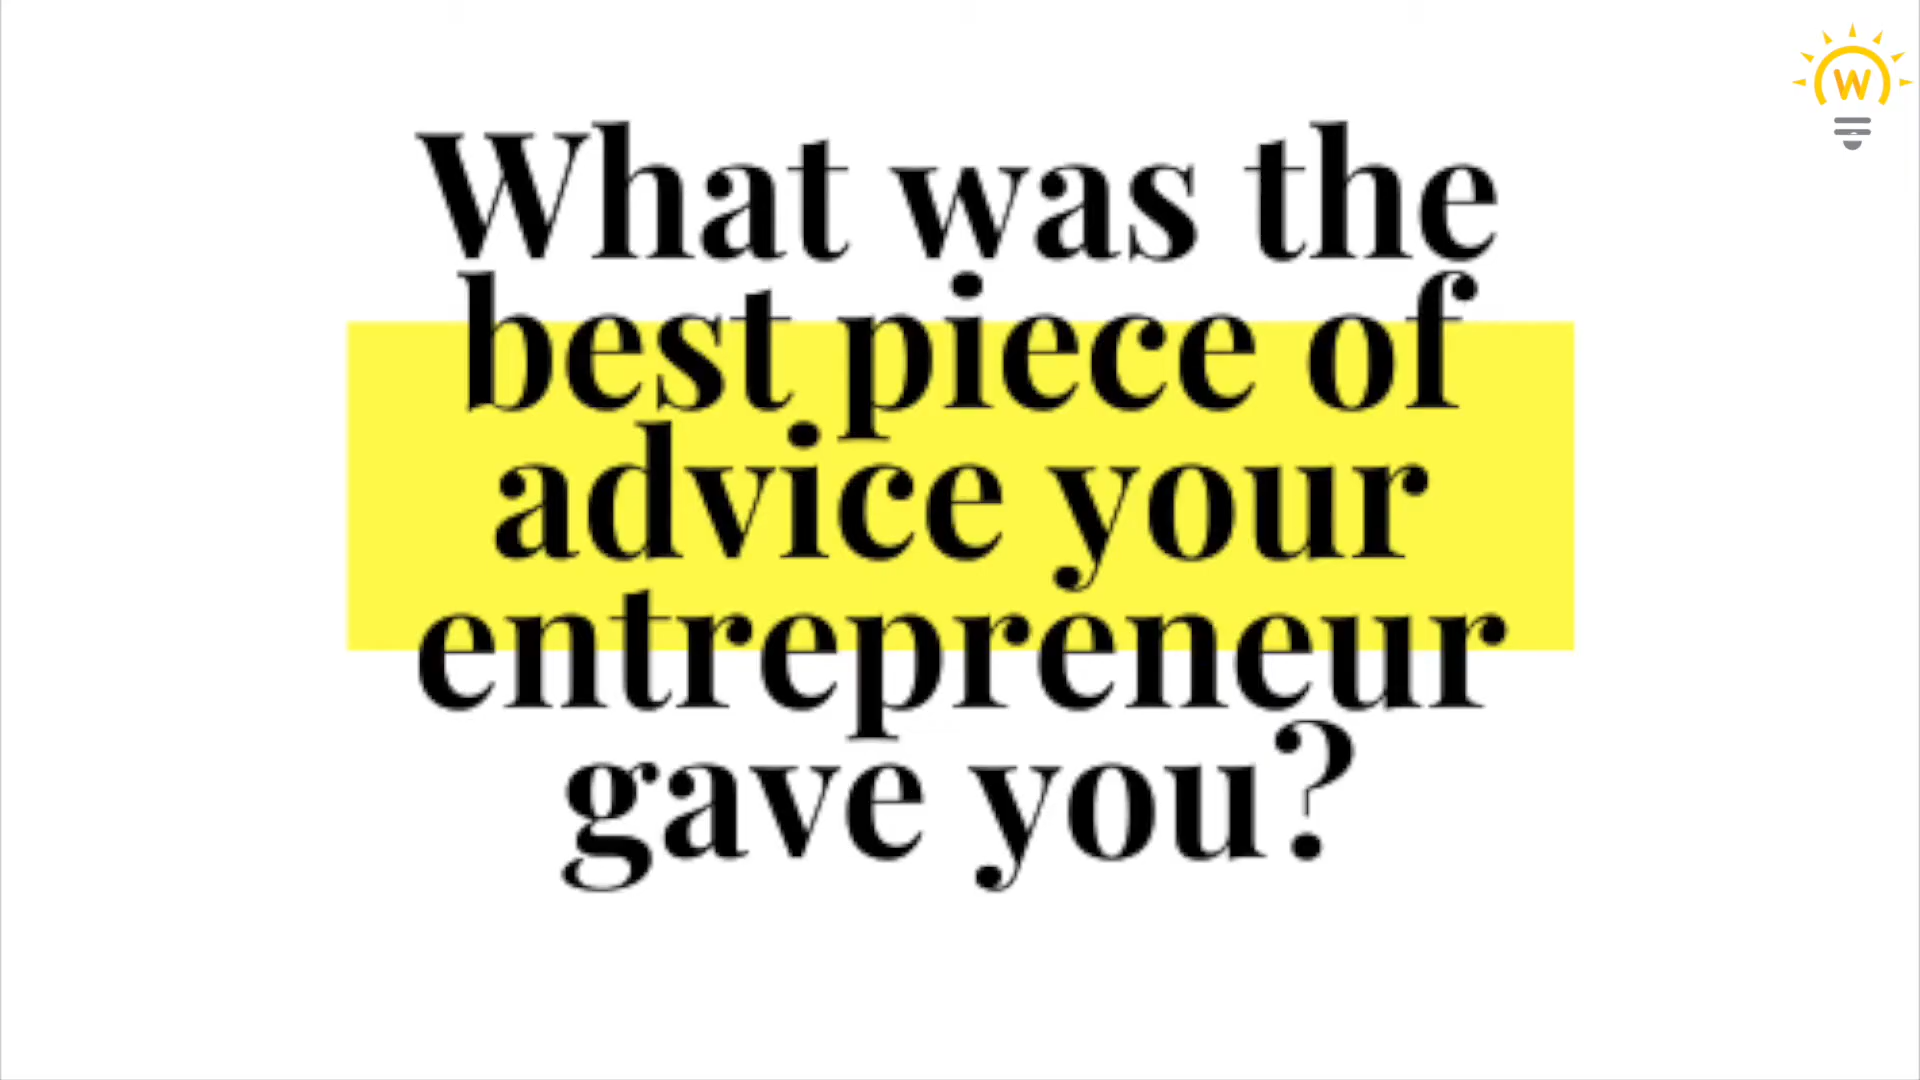 W
What was the
best piece of
advice your
entrepreneur
gave you?